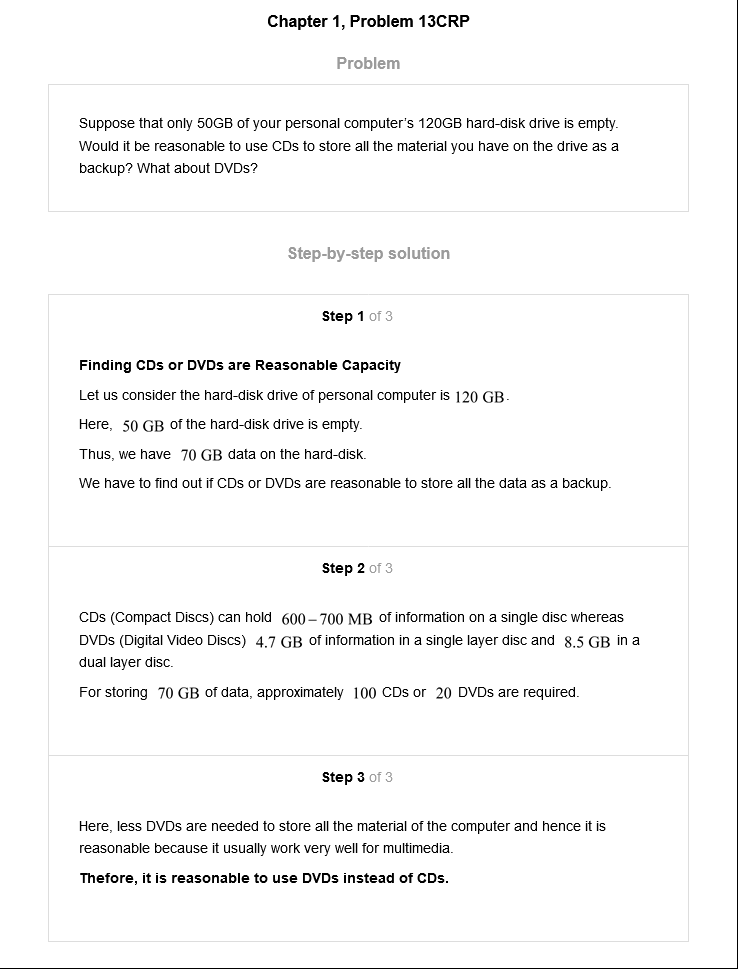 Chapter 1, Problem 13CRP
Problem
Suppose that only 50GB of your personal computer's 120GB hard-disk drive is empty.
Would it be reasonable to use CDs to store all the material you have on the drive as a
backup? What about DVDs?
Step-by-step solution
Step 1 of 3
Finding CDs or DVDs are Reasonable Capacity
Let us consider the hard-disk drive of personal computer is 120 GB.
Here, 50 GB of the hard-disk drive is empty.
Thus, we have 70 GB data on the hard-disk.
We have to find out if CDs or DVDs are reasonable to store all the data as a backup.
Step 2 of 3
CDs (Compact Discs) can hold 600–700 MB of information on a single disc whereas
DVDs (Digital Video Discs) 4.7 GB of information in a single layer disc and 8.5 GB in a
dual layer disc.
For storing 70 GB of data, approximately 100 CDs or 20 DVDs are required.
Step 3 of 3
Here, less DVDs are needed to store all the material of the computer and hence it is
reasonable because it usually work very well for multimedia.
Thefore, it is reasonable to use DVDs instead of CDs.